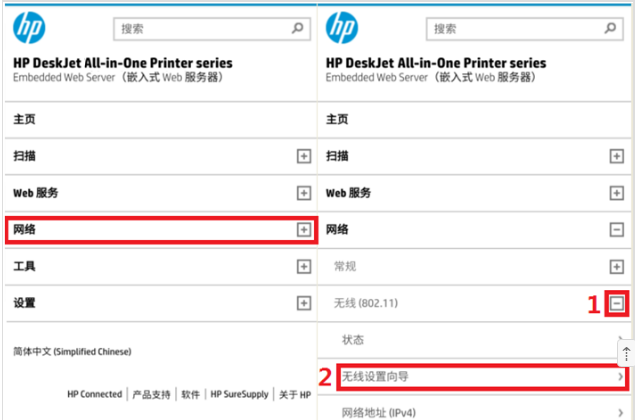 hp
搜索
HP DeskJet All-in-One Printer series
Embedded Web Server（嵌入式 Web 服务器）
主页
扫描
Web 服务
网络
工具
设置
简体中文 (Simplified Chinese)
HP Connected | 产品支持 | 软件 | HP SureSupply | 关于 HP
hp
搜索
HP DeskJet All-in-One Printer series
Embedded Web Server（嵌入式 Web 服务器）
主页
扫描
Web 服务
网络
常规
无线 (802.11)
1
状态
2
无线设置向导
网络地址 (IPv4)